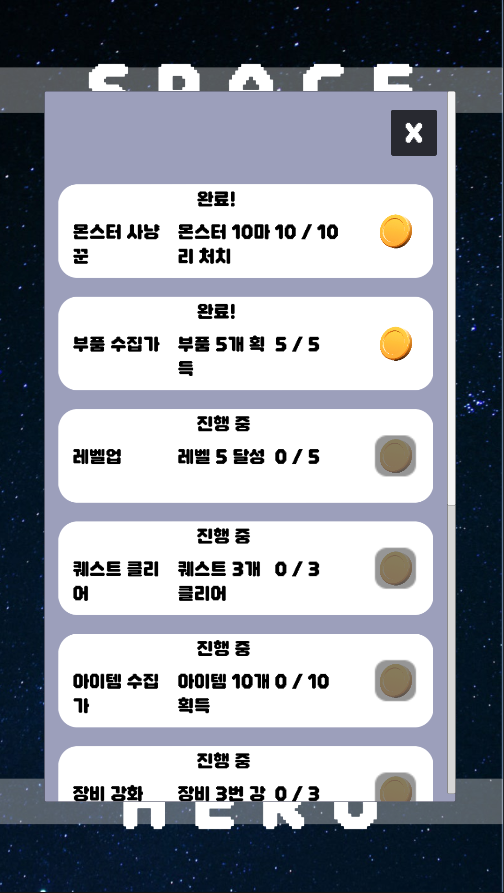 SPACE
X
완료!
몬스터 사냥 몬스터 10마 10 / 10
꾼 리 처치
완료!
부품 수집가 부품 5개 획 5 / 5
득
진행 중
레벨업 레벨 5 달성 0 / 5
진행 중
퀘스트 클리 퀘스트 3개 0 / 3
어 클리어
진행 중
아이템 수집 아이템 10개 0 / 10
가 획득
진행 중
장비 강화 장비 3번 강 0 / 3
HERO